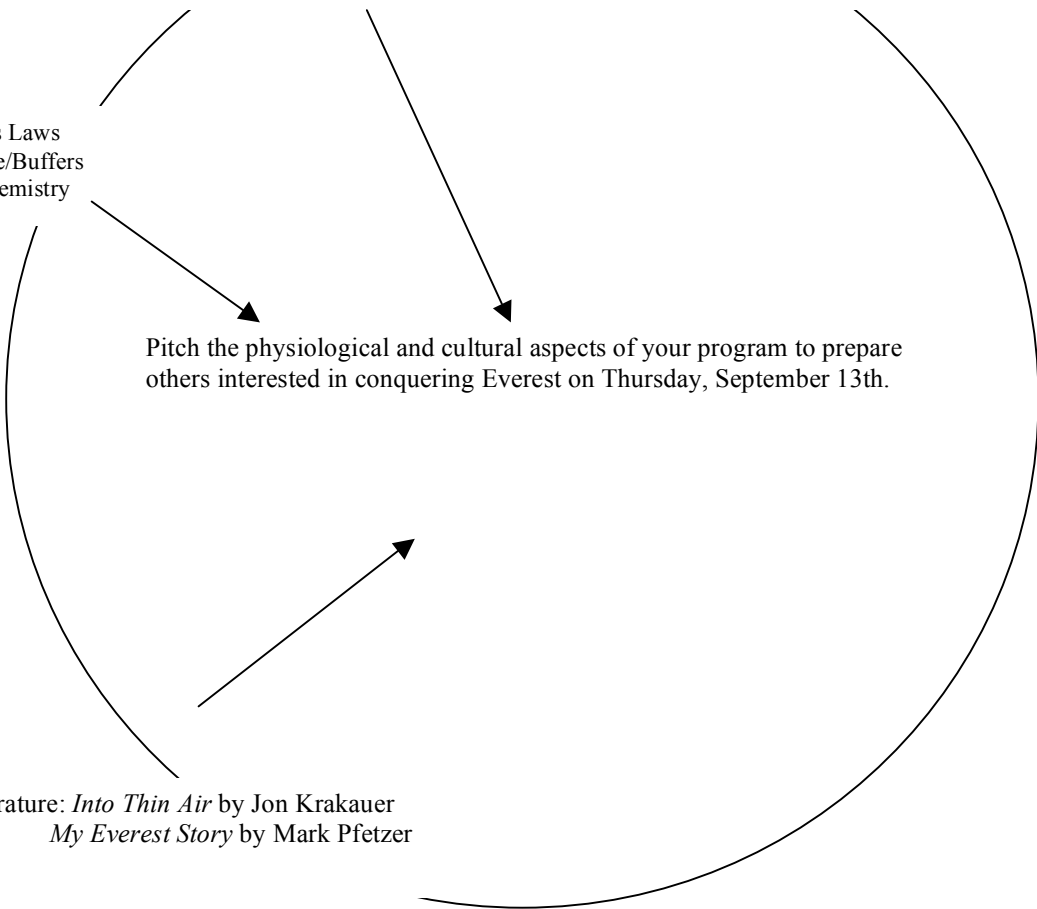 s Laws
e/Buffers
emistry
Pitch the physiological and cultural aspects of your program to prepare
others interested in conquering Everest on Thursday, September 13th.
rature: Into Thin Air by Jon Krakauer
My Everest Story by Mark Pfetzer